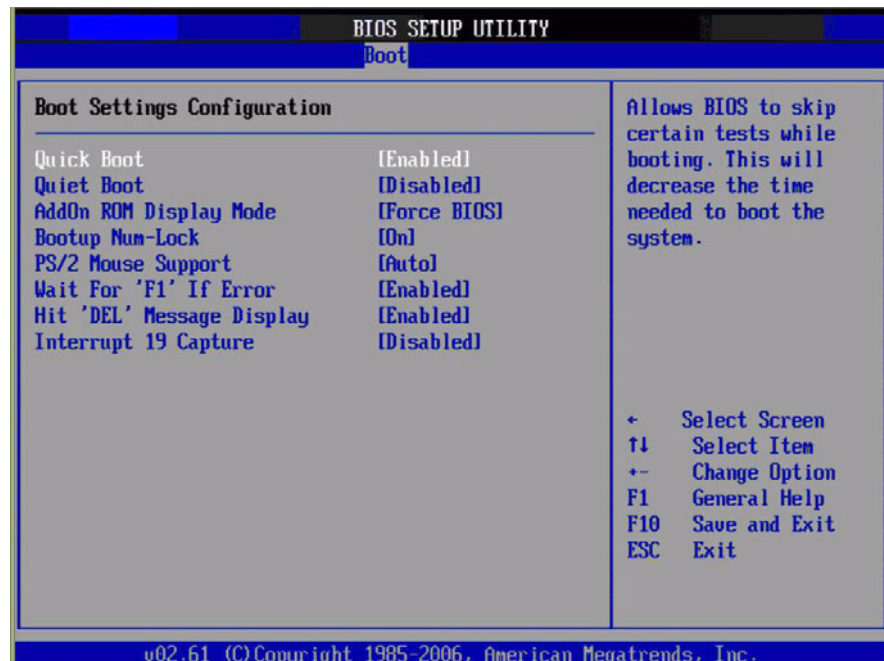 BIOS SETUP UTILITY
Boot
Boot Settings Configuration
Quick Boot [Enabled]
Quiet Boot [Disabled]
AddOn ROM Display Mode [Force BIOS]
Bootup Num-Lock [On]
PS/2 Mouse Support [Auto]
Wait For 'F1' If Error [Enabled]
Hit 'DEL' Message Display [Enabled]
Interrupt 19 Capture [Disabled]
Allows BIOS to skip
certain tests while
booting. This will
decrease the time
needed to boot the
system.
← Select Screen
↑↓ Select Item
+- Change Option
F1 General Help
F10 Save and Exit
ESC Exit
v02.61 (C)Copyright 1985-2006, American Megatrends, Inc.